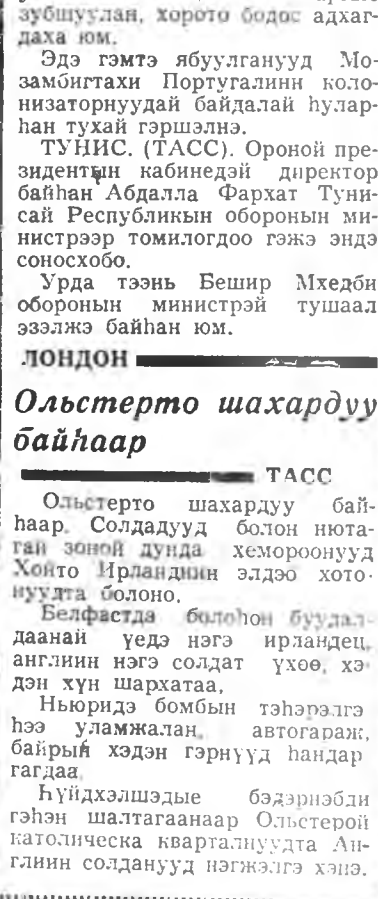 зубшуулан, хорото бодос адхаг-
даха юм.
Эдэ гэмтэ ябуулганууд Мо-
замбигтахи Португалинн коло-
низаторнуудай байдалай һулар-
һан тухай гэршэлнэ.
ТУНИС. (ТАСС). Ороной пре-
зидентын кабинедэй директор
байһан Абдалла Фархат Туни-
сай Республикын оборонын ми-
нистрээр томилогдоо гэжэ эндэ
соносхобо.
Урда тээнь Бешир Мхедби
оборонын министрэй тушаал
эзэлжэ байһан юм.
ЛОНДОН
Ольстерто шахардуу
байһаар
ТАСС
Ольстерто шахардуу бай-
һаар. Солдадууд болон нюта-
гай зоной дунда хемороонууд
Хойто Ирландиин элдэо хото-
нуудта болоно.
Белфастда болоһон буудал-
даанай үедэ нэгэ ирландец,
англиин нэгэ солдат үхөө, хэ-
дэн хүн шархатаа,
Ньюридэ бомбын тэһэрэлгэ
һээ уламжалан, автогараж,
байрый хэдэн гэрнүүд һандар
гагдаа.
Һүйдхэлшэдые бэдэрнэбди
гэһэн шалтагаанаар Ольстерой
католическа кварталнуудта Ан-
глиин солданууд нэгжэлгэ хэнэ.